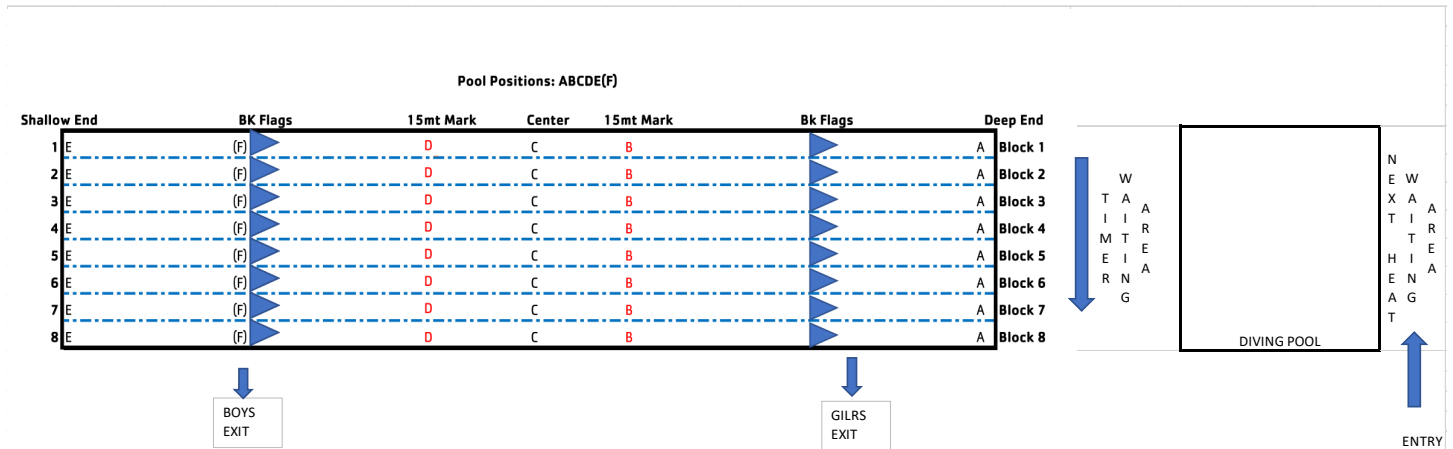 Pool Positions: ABCDE(F)
Shallow End BK Flags 15mt Mark Center 15mt Mark Bk Flags Deep End
1 E (F) D C B A Block 1
2 E (F) D C B A Block 2
3 E (F) D C B A Block 3
4 E (F) D C B A Block 4
5 E (F) D C B A Block 5
6 E (F) D C B A Block 6
7 E (F) D C B A Block 7
8 E (F) D C B A Block 8
BOYS
EXIT
GILRS
EXIT
TIMER
WAITING
AREA
DIVING POOL
NEXT HEAT
WAITING
AREA
ENTRY